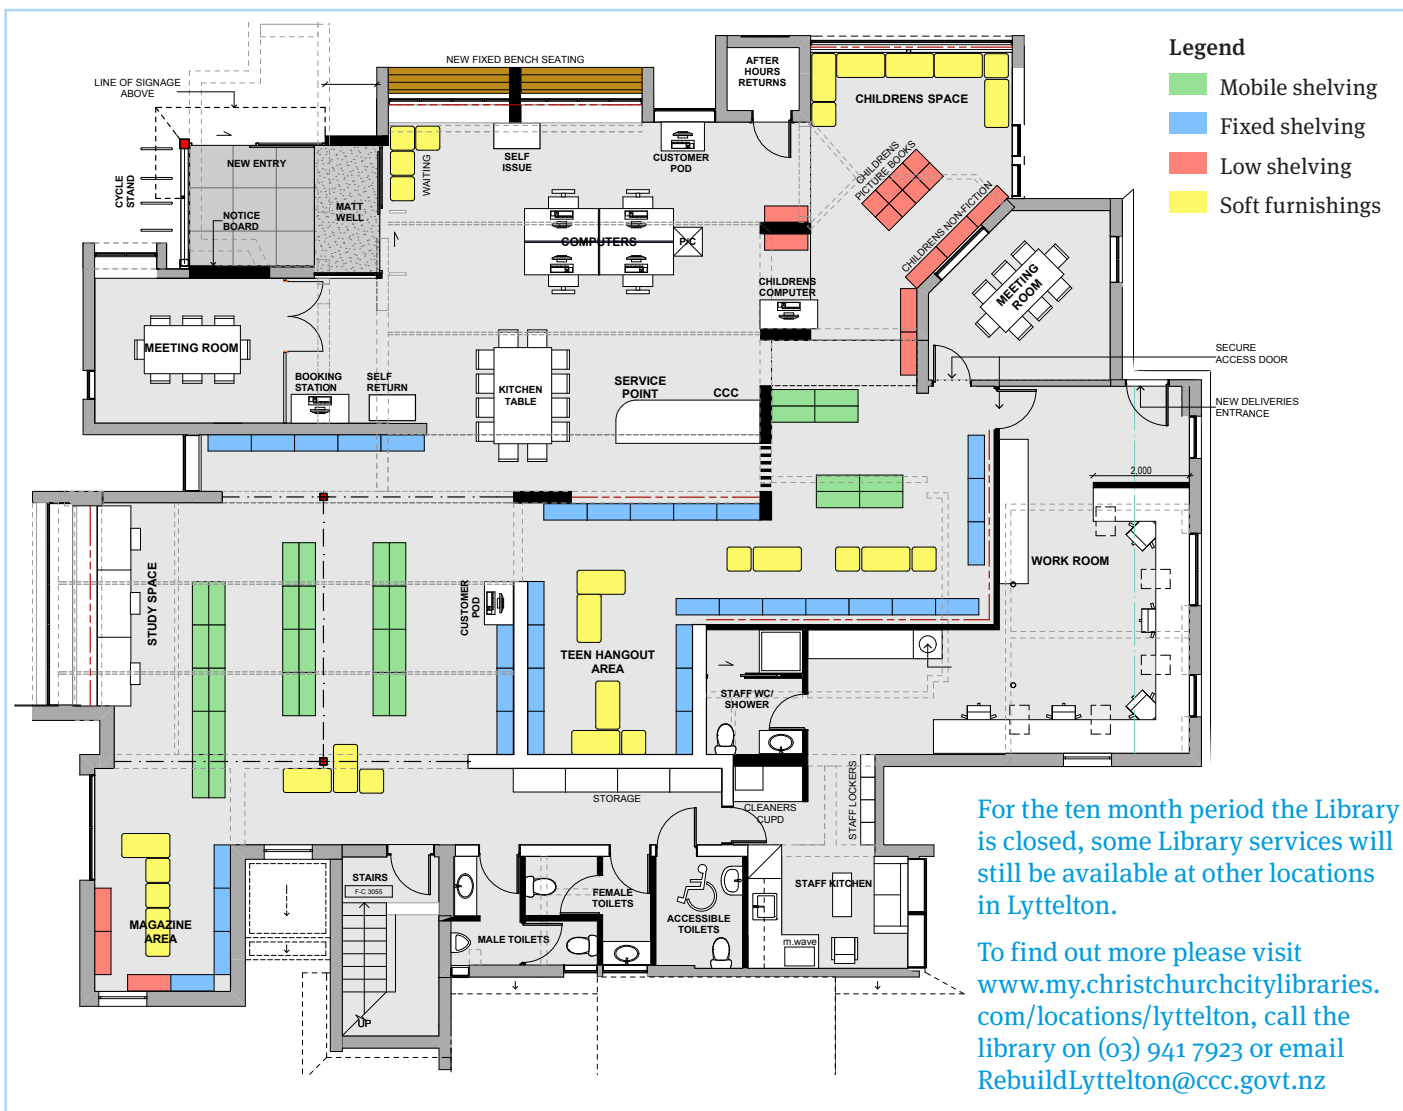 NEW FIXED BENCH SEATING
LINE OF SIGNAGE
ABOVE
AFTER
HOURS
RETURNS
CHILDRENS SPACE
Legend
Mobile shelving
Fixed shelving
Low shelving
Soft furnishings
CYCLE
STAND
NEW ENTRY
NOTICE
BOARD
MATT
WELL
WAITING
SELF
ISSUE
CUSTOMER
POD
CHILDRENS
PICTURE BOOKS
CHILDRENS NON-FICTION
COMPUTERS
P/C
CHILDRENS
COMPUTER
MEETING
ROOM
MEETING ROOM
BOOKING
STATION
SELF
RETURN
KITCHEN
TABLE
SERVICE
POINT
CCC
SECURE
ACCESS DOOR
NEW DELIVERIES
ENTRANCE
2,000
STUDY SPACE
CUSTOMER
POD
TEEN HANGOUT
AREA
WORK ROOM
STAFF WC/
SHOWER
STORAGE
CLEANERS
CUPD
STAFF LOCKERS
MAGAZINE
AREA
STAIRS
F-C 3055
UP
MALE TOILETS
FEMALE
TOILETS
ACCESSIBLE
TOILETS
STAFF KITCHEN
m.wave
For the ten month period the Library
is closed, some Library services will
still be available at other locations
in Lyttelton.
To find out more please visit
www.my.christchurchcitylibraries.
com/locations/lyttelton, call the
library on (03) 941 7923 or email
RebuildLyttelton@ccc.govt.nz